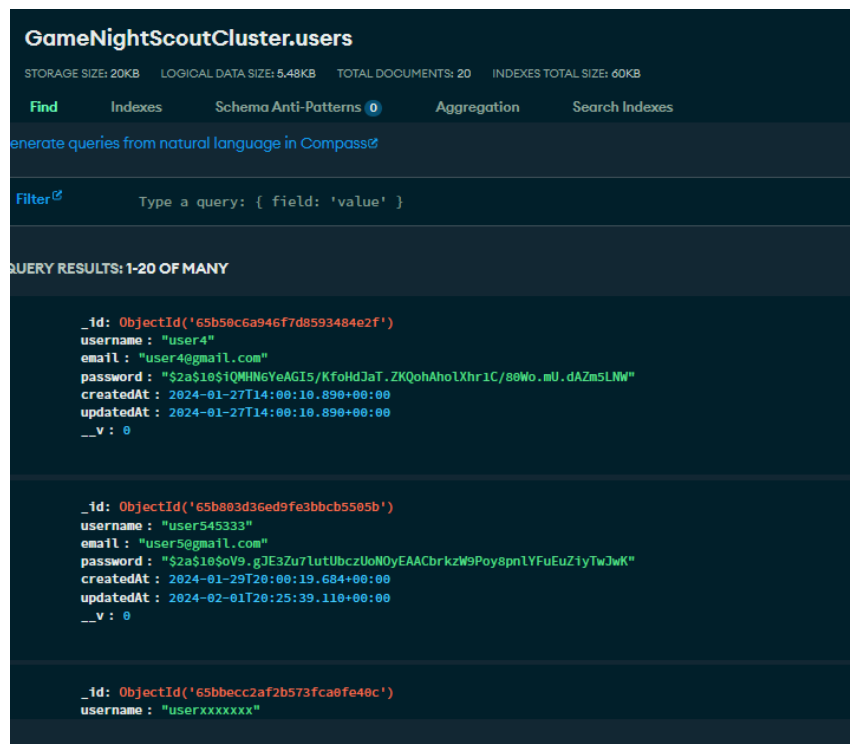 GameNightScoutCluster.users
STORAGE SIZE: 20KB LOGICAL DATA SIZE: 5.48KB TOTAL DOCUMENTS: 20 INDEXES TOTAL SIZE: 60KB
Find Indexes Schema Anti-Patterns 0 Aggregation Search Indexes
enerate queries from natural language in Compass
Filter Type a query: { field: 'value' }
QUERY RESULTS: 1-20 OF MANY
_id: ObjectId('65b50c6a946f7d8593484e2f')
username : "user4"
email : "user4@gmail.com"
password : "$2a$10$iQMHN6YeAGI5/KfoHdJaT.ZKQohAholXhr1C/80Wo.mU.dAZm5LNW"
createdAt : 2024-01-27T14:00:10.890+00:00
updatedAt : 2024-01-27T14:00:10.890+00:00
__v : 0
_id: ObjectId('65b803d36ed9fe3bbcb5505b')
username : "user545333"
email : "user5@gmail.com"
password : "$2a$10$oV9.gJE3Zu7lutUbczUoNOyEAACbrkzW9Poy8pnlYFuEuZiyTwJwK"
createdAt : 2024-01-29T20:00:19.684+00:00
updatedAt : 2024-02-01T20:25:39.110+00:00
__v : 0
_id: ObjectId('65bbecc2af2b573fca0fe40c')
username : "userxxxxxxx"